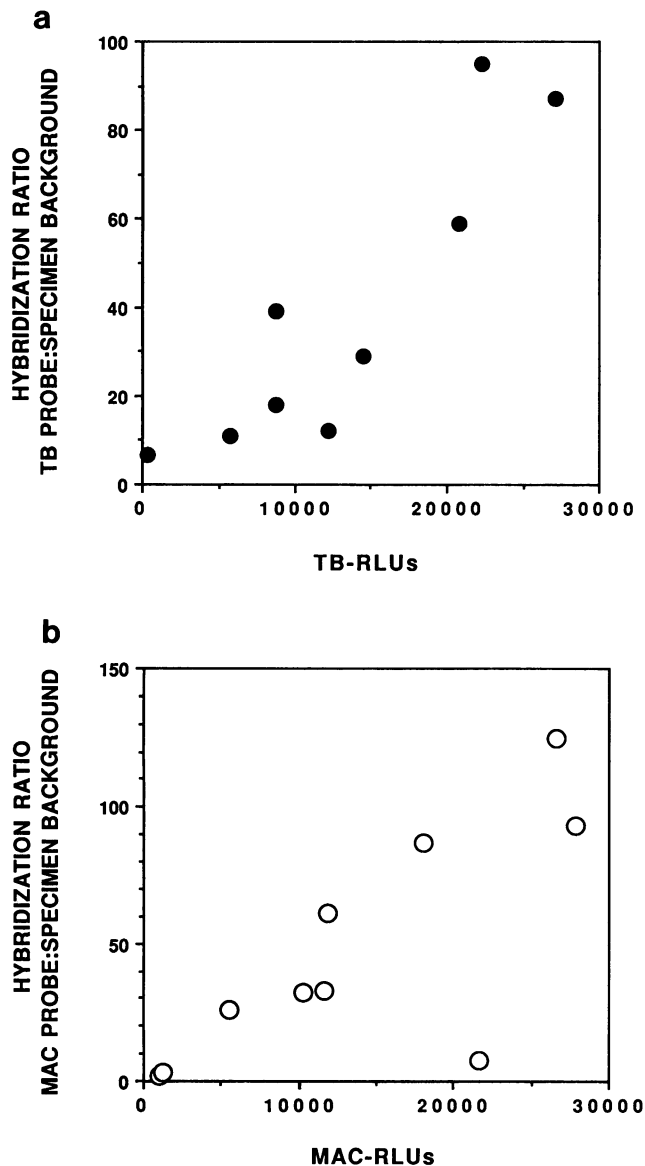 a
HYBRIDIZATION RATIO
TB PROBE:SPECIMEN BACKGROUND
100
80
60
40
20
0
0 10000 20000 30000
TB-RLUs
b
HYBRIDIZATION RATIO
MAC PROBE:SPECIMEN BACKGROUND
150
100
50
0
0 10000 20000 30000
MAC-RLUs